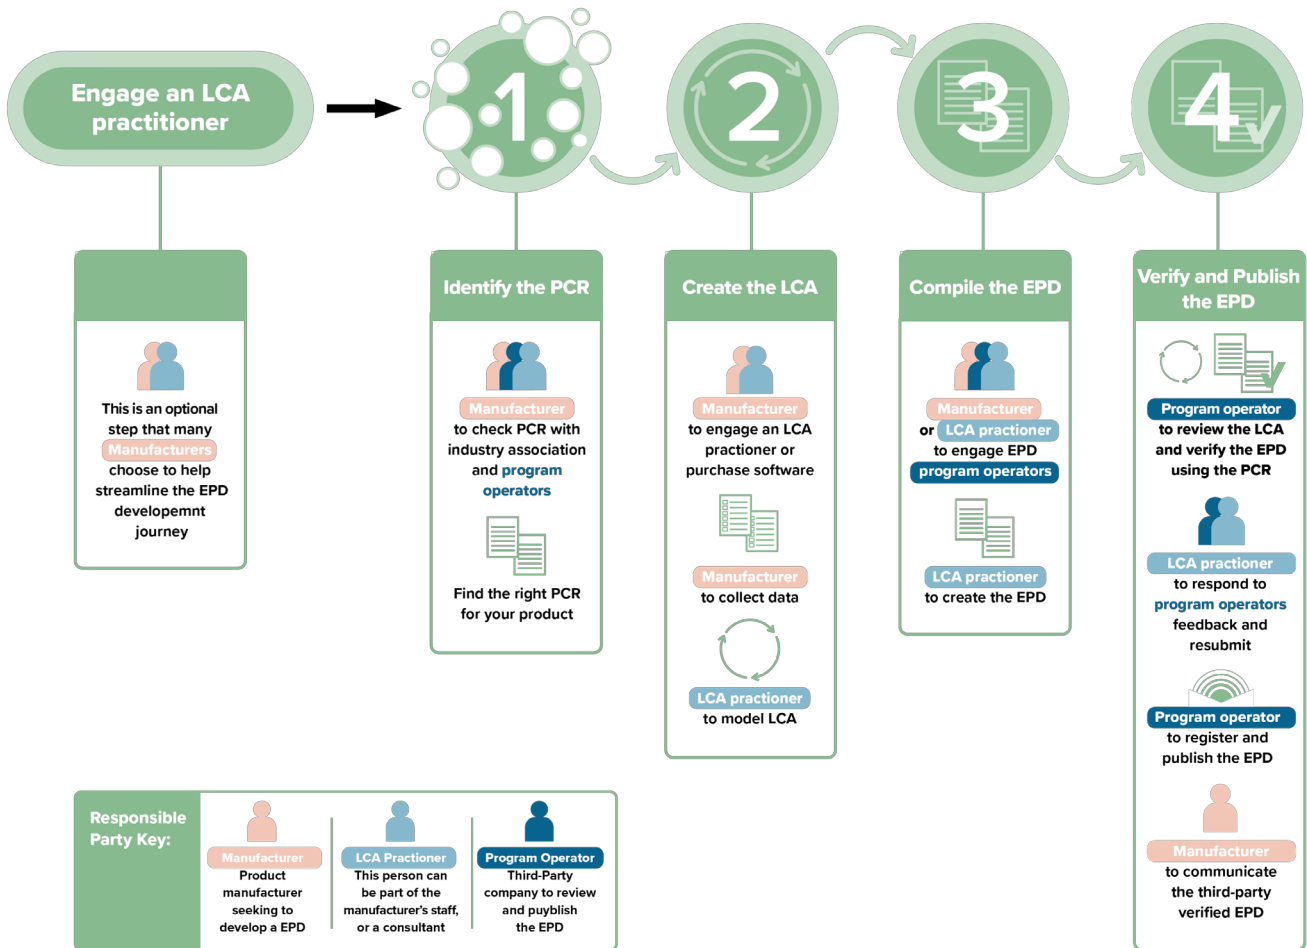 Engage an LCA
practitioner
1
2
3
4
This is an optional
step that many
Manufacturers
choose to help
streamline the EPD
developemnt
journey
Identify the PCR
Manufacturer
to check PCR with
industry association
and program
operators
Find the right PCR
for your product
Create the LCA
Manufacturer
to engage an LCA
practioner or
purchase software
Manufacturer
to collect data
LCA practioner
to model LCA
Compile the EPD
Manufacturer
or LCA practitioner
to engage EPD
program operators
LCA practitioner
to create the EPD
Verify and Publish
the EPD
Program operator
to review the LCA
and verify the EPD
using the PCR
LCA practitioner
to respond to
program operators
feedback and
resubmit
Program operator
to register and
publish the EPD
Manufacturer
to communicate
the third-party
verified EPD
Responsible
Party Key:
Manufacturer
Product
manufacturer
seeking to
develop a EPD
LCA Practioner
This person can
be part of the
manufacturer's staff,
or a consultant
Program Operator
Third-Party
company to review
and puyblish
the EPD